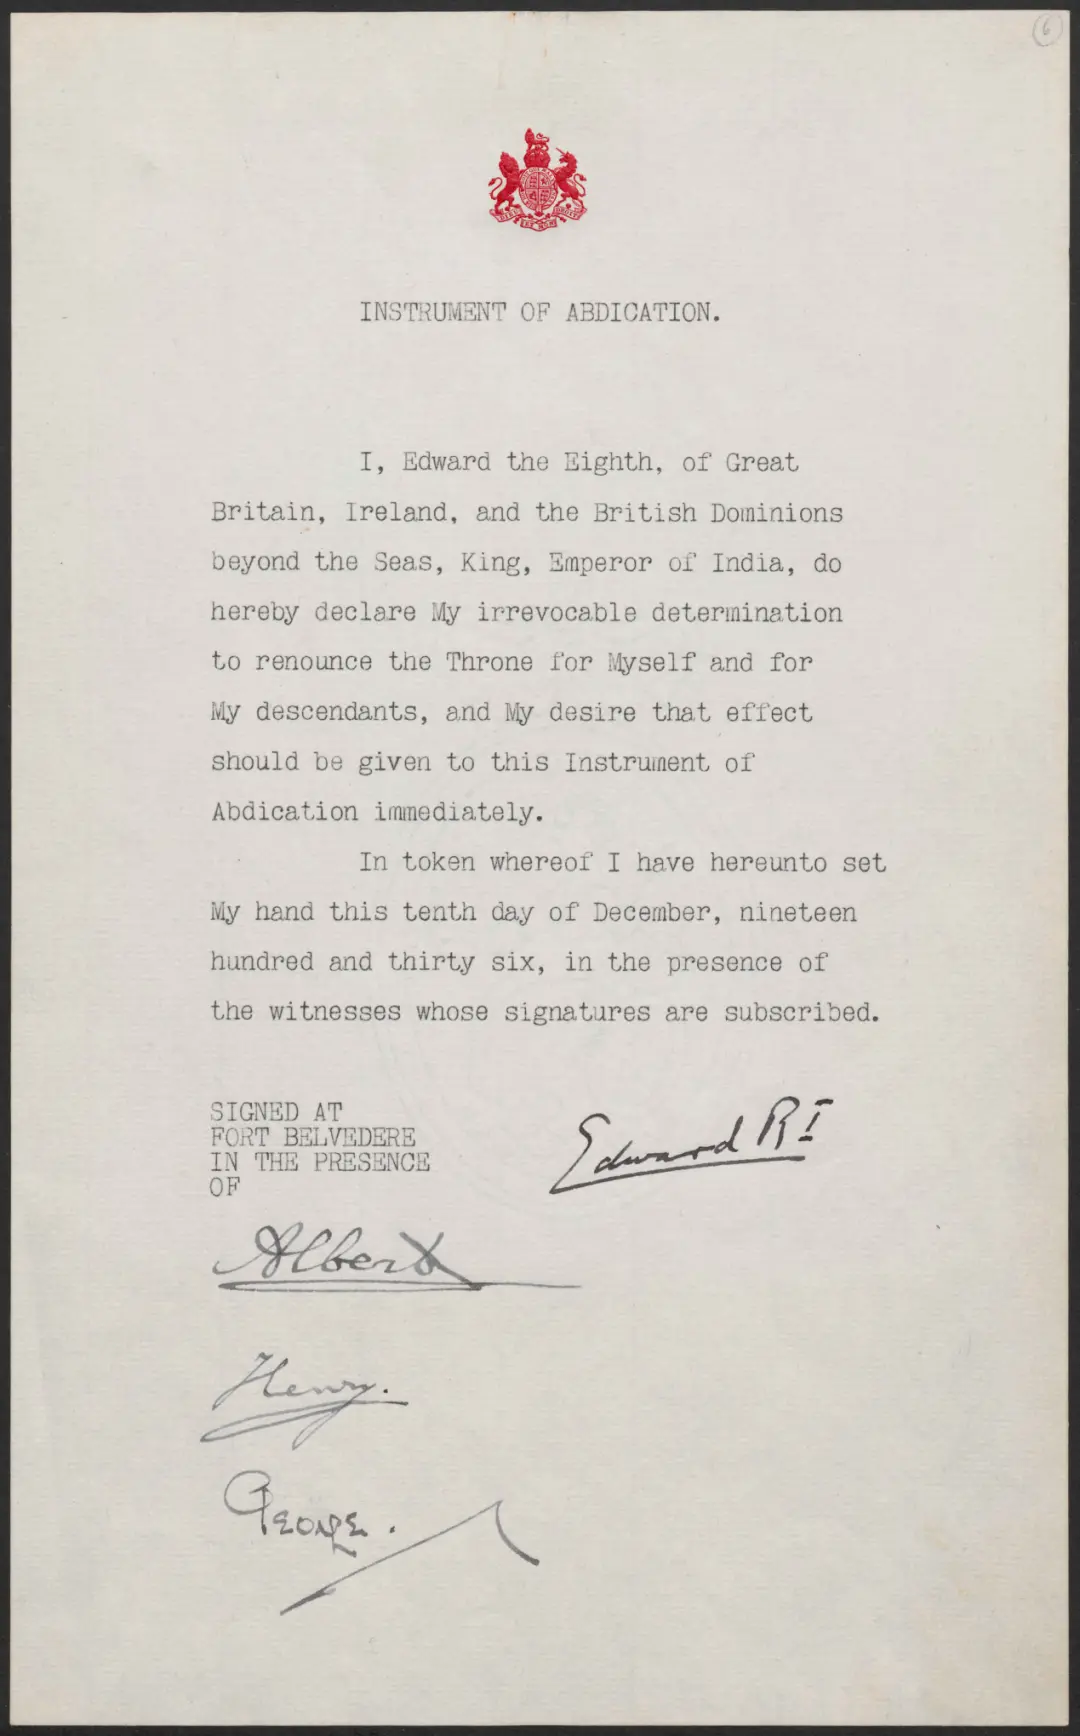 6
INSTRUMENT OF ABDICATION.
I, Edward the Eighth, of Great
Britain, Ireland, and the British Dominions
beyond the Seas, King, Emperor of India, do
hereby declare My irrevocable determination
to renounce the Throne for Myself and for
My descendants, and My desire that effect
should be given to this Instrument of
Abdication immediately.
In token whereof I have hereunto set
My hand this tenth day of December, nineteen
hundred and thirty six, in the presence of
the witnesses whose signatures are subscribed.
SIGNED AT
FORT BELVEDERE
IN THE PRESENCE
OF
Edward RI
Albert
Henry.
George.